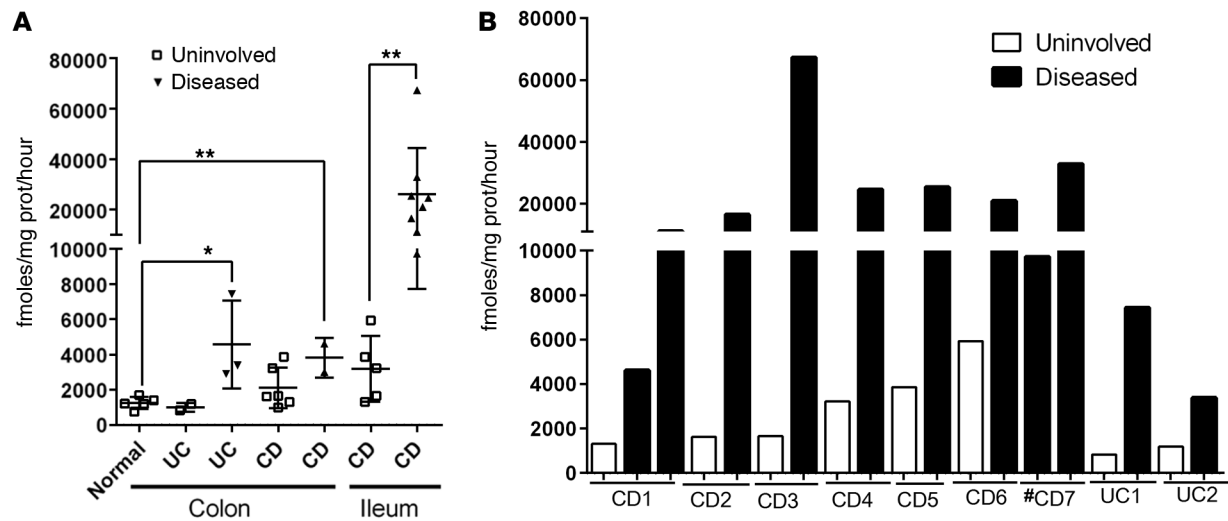 A
Uninvolved
Diseased
fmoles/mg prot/hour
80000
60000
40000
20000
10000
8000
6000
4000
2000
0
**
*
**
Normal
UC
UC
CD
CD
CD
CD
Colon
Ileum
B
Uninvolved
Diseased
fmoles/mg prot/hour
80000
60000
40000
20000
10000
8000
6000
4000
2000
0
CD1
CD2
CD3
CD4
CD5
CD6
#CD7
UC1
UC2